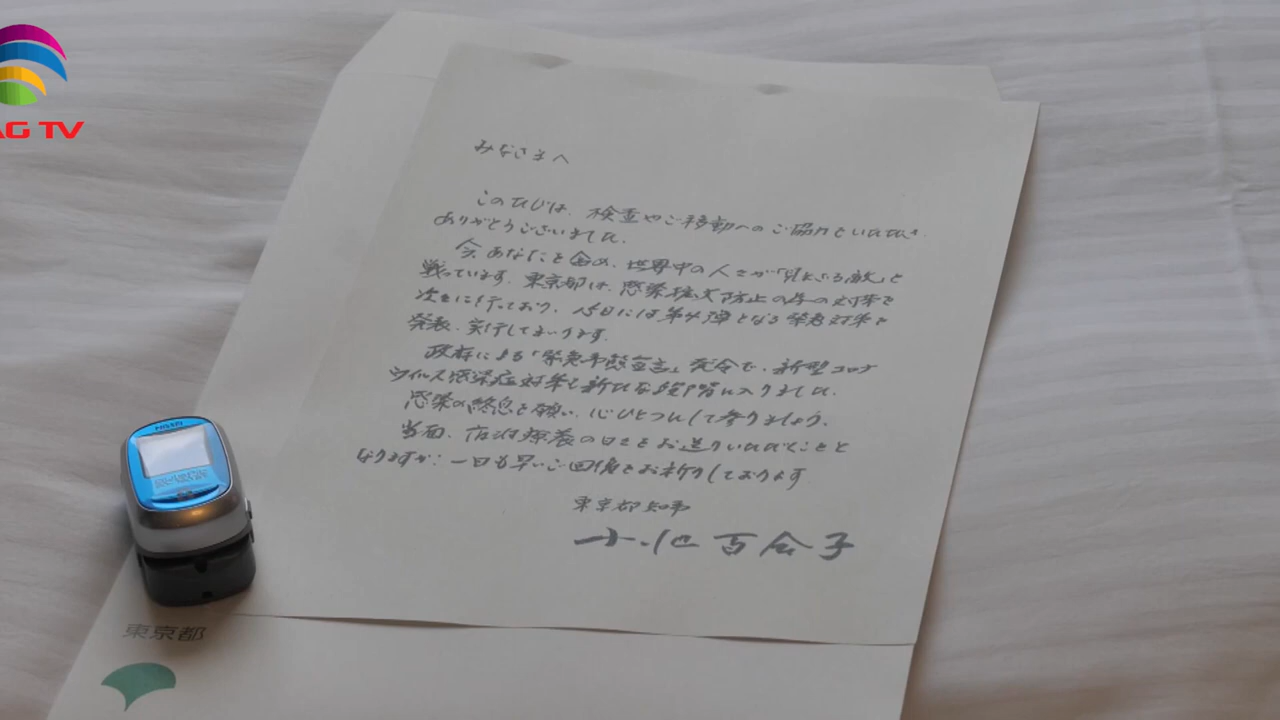 AG TV
みなさまへ
このたびは、検査やご移動へのご協力をいただき
ありがとうございました。
今、あなたを含め、世界中の人々が「見えざる敵」と
戦っています。東京都は、感染拡大防止の為の対策を
次々に行っており、本日には第4弾となる緊急対策を
発表、実行してまいります。
政府による「緊急事態宣言」発令で、新型コロナ
ウイルス感染症対策も新たな段階に入りました。
感染の終息を願い、心ひとつにして参りましょう。
当面、宿泊療養の日々をお送りいただくことと
なりますが、一日も早いご回復をお祈りしております
東京都知事
小池百合子
NISSEI
東京都